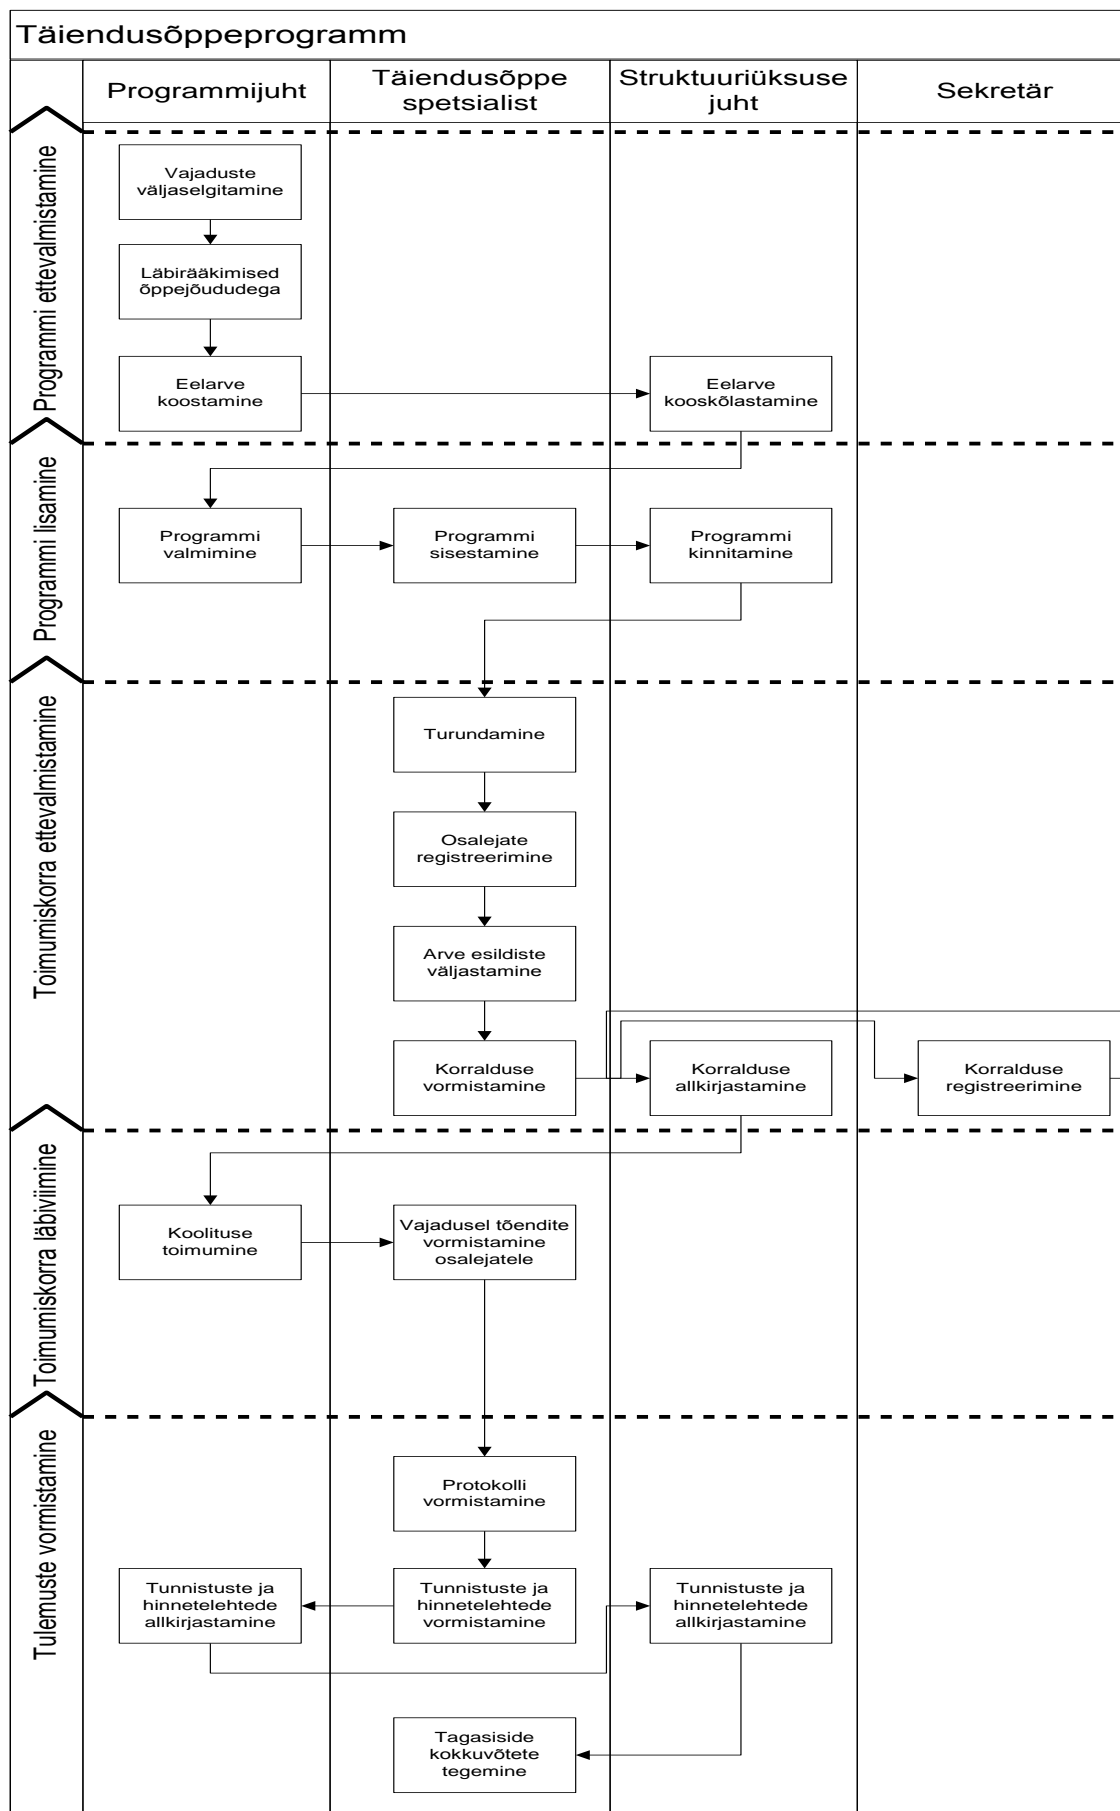 Täiendusõppeprogramm
Programmijuht
Täiendusõppe
spetsialist
Struktuuriüksuse
juht
Sekretär
Programmi ettevalmistamine
Vajaduste
väljaselgitamine
Läbirääkimised
õppejõududega
Eelarve
koostamine
Eelarve
kooskõlastamine
Programmi lisamine
Programmi
valmimine
Programmi
sisestamine
Programmi
kinnitamine
Toimumiskorra ettevalmistamine
Turundamine
Osalejate
registreerimine
Arve esildiste
väljastamine
Korralduse
vormistamine
Korralduse
allkirjastamine
Korralduse
registreerimine
Toimumiskorra läbiviimine
Koolituse
toimumine
Vajadusel tõendite
vormistamine
osalejatele
Tulemuste vormistamine
Protokolli
vormistamine
Tunnistuste ja
hinnetelehtede
allkirjastamine
Tunnistuste ja
hinnetelehtede
vormistamine
Tunnistuste ja
hinnetelehtede
allkirjastamine
Tagasiside
kokkuvõtete
tegemine